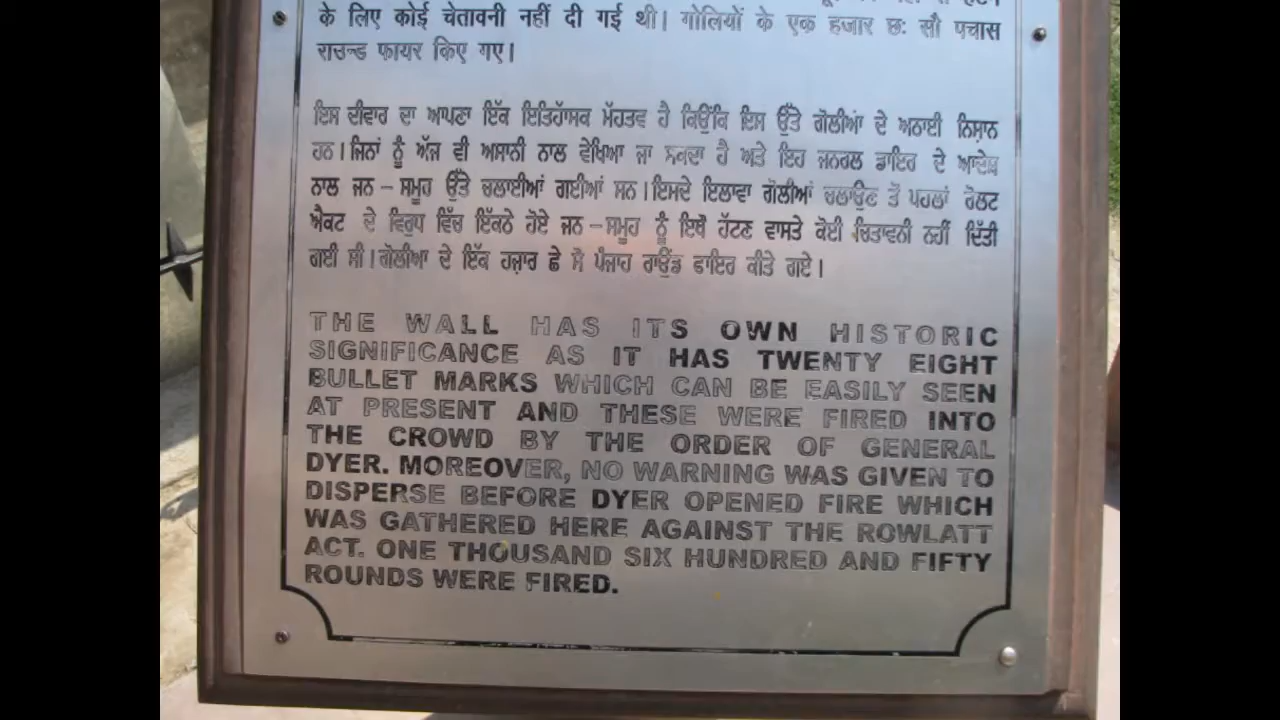 के लिए कोई चेतावनी नहीं दी गई थी। गोलियों के एक हजार छः सौ पचास
राउन्ड फायर किए गए।
ਇਸ ਦੀਵਾਰ ਦਾ ਆਪਣਾ ਇੱਕ ਇਤਿਹਾਸਕ ਮੱਹਤਵ ਹੈ ਕਿਉਂਕਿ ਇਸ ਉੱਤੇ ਗੋਲੀਆਂ ਦੇ ਅਠਾਈ ਨਿਸ਼ਾਨ
ਹਨ। ਜਿਨਾਂ ਨੂੰ ਅੱਜ ਵੀ ਅਸਾਨੀ ਨਾਲ ਵੇਖਿਆ ਜਾ ਸਕਦਾ ਹੈ ਅਤੇ ਇਹ ਜਨਰਲ ਡਾਇਰ ਦੇ ਆਦੇਸ਼
ਨਾਲ ਜਨ – ਸਮੂਹ ਉੱਤੇ ਚਲਾਈਆਂ ਗਈਆਂ ਸਨ। ਇਸਦੇ ਇਲਾਵਾ ਗੋਲੀਆਂ ਚਲਾਉਣ ਤੋਂ ਪਹਲਾਂ ਰੋਲਟ
ਐਕਟ ਦੇ ਵਿਰੁਧ ਵਿੱਚ ਇੱਕਠੇ ਹੋਏ ਜਨ – ਸਮੂਹ ਨੂੰ ਇਥੋਂ ਹੱਟਣ ਵਾਸਤੇ ਕੋਈ ਚਿਤਾਵਨੀ ਨਹੀਂ ਦਿੱਤੀ
ਗਈ ਸੀ। ਗੋਲੀਆ ਦੇ ਇੱਕ ਹਜ਼ਾਰ ਛੇ ਸੋ ਪੰਜਾਹ ਰਾਉਂਡ ਫਾਇਰ ਕੀਤੇ ਗਏ।
THE WALL HAS ITS OWN HISTORIC
SIGNIFICANCE AS IT HAS TWENTY EIGHT
BULLET MARKS WHICH CAN BE EASILY SEEN
AT PRESENT AND THESE WERE FIRED INTO
THE CROWD BY THE ORDER OF GENERAL
DYER. MOREOVER, NO WARNING WAS GIVEN TO
DISPERSE BEFORE DYER OPENED FIRE WHICH
WAS GATHERED HERE AGAINST THE ROWLATT
ACT. ONE THOUSAND SIX HUNDRED AND FIFTY
ROUNDS WERE FIRED.